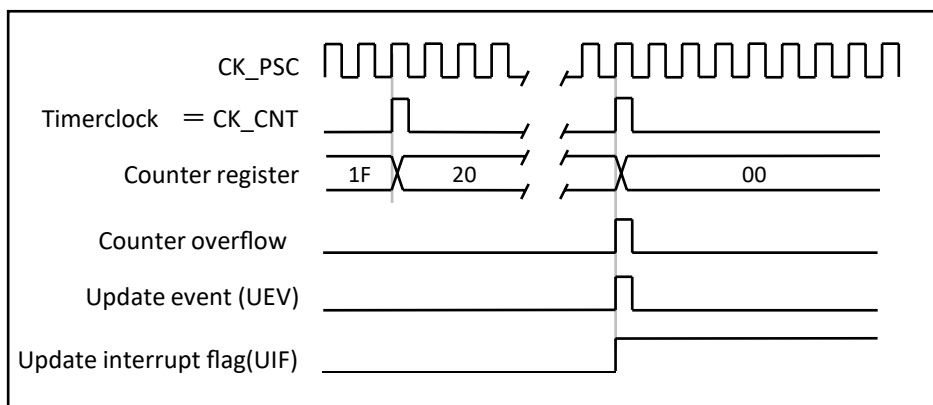 CK_PSC
Timerclock = CK_CNT
Counter register 1F 20 00
Counter overflow
Update event (UEV)
Update interrupt flag(UIF)